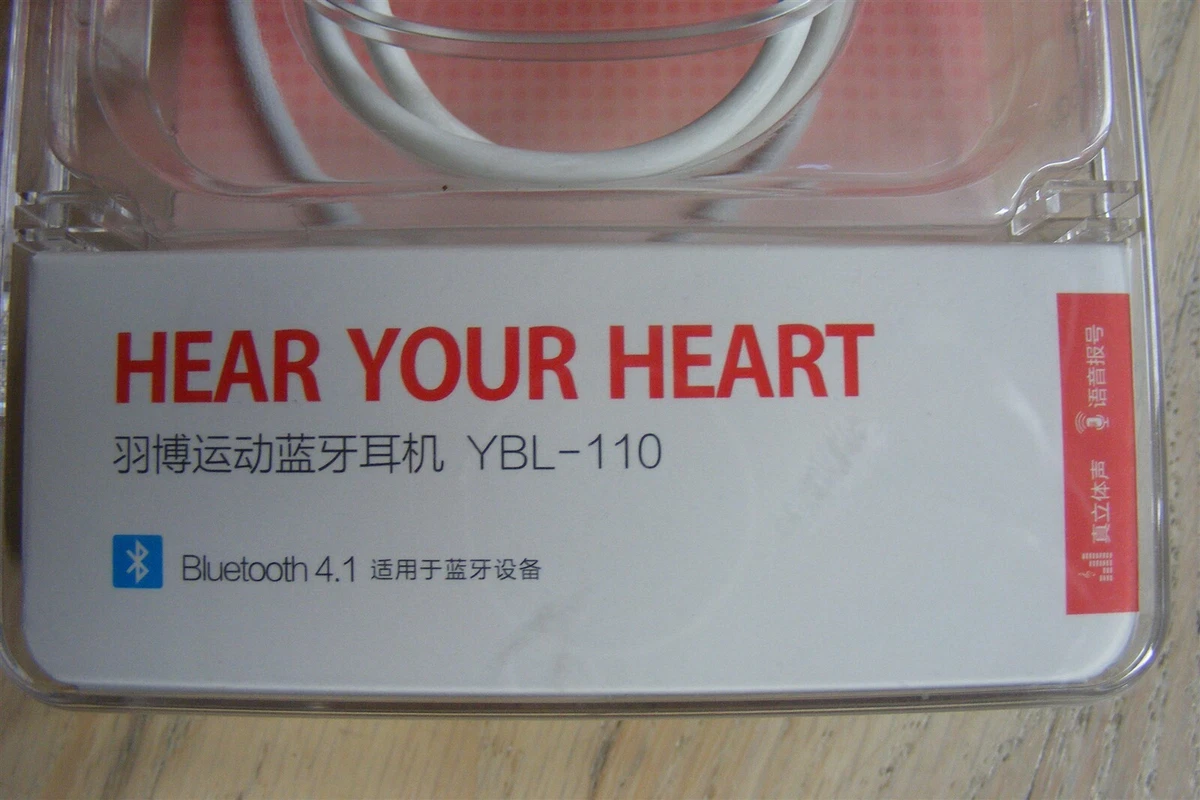 HEAR YOUR HEART
羽博运动蓝牙耳机 YBL-110
Bluetooth 4.1 适用于蓝牙设备
真立体声
语音报号